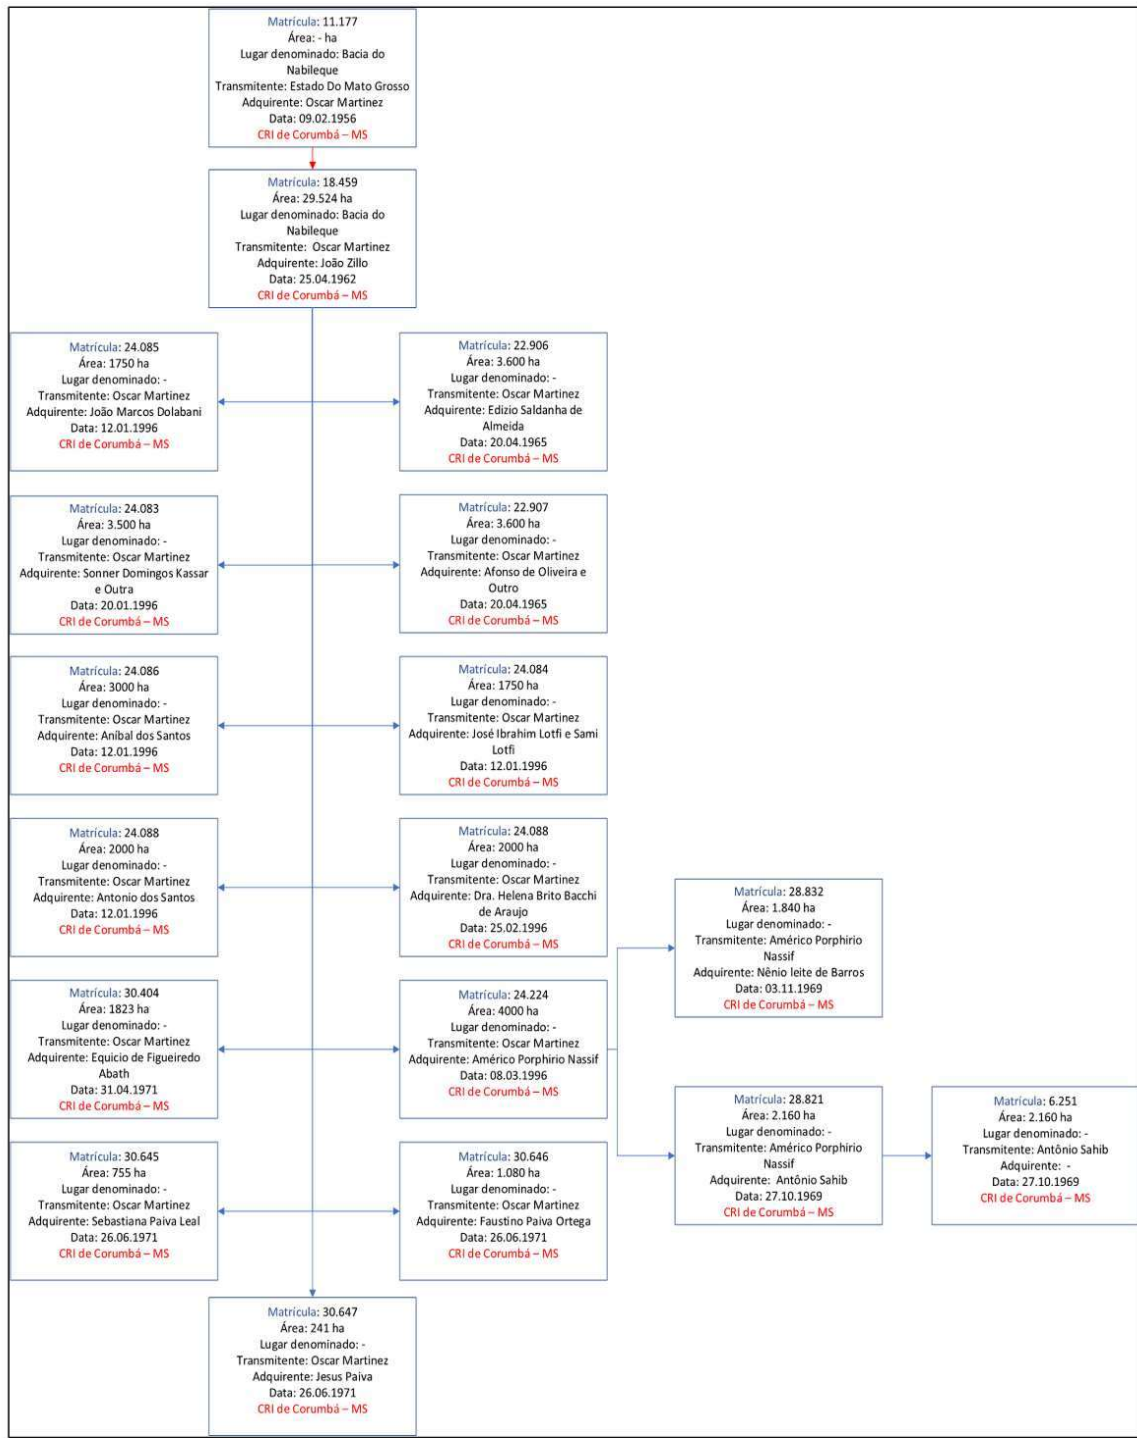 Matrícula: 11.177
Área: - ha
Lugar denominado: Bacia do
Nabileque
Transmitente: Estado Do Mato Grosso
Adquirente: Oscar Martinez
Data: 09.02.1956
CRI de Corumbá – MS
Matrícula: 18.459
Área: 29.524 ha
Lugar denominado: Bacia do
Nabileque
Transmitente: Oscar Martinez
Adquirente: João Zillo
Data: 25.04.1962
CRI de Corumbá – MS
Matrícula: 24.085
Área: 1750 ha
Lugar denominado: -
Transmitente: Oscar Martinez
Adquirente: João Marcos Dolabani
Data: 12.01.1996
CRI de Corumbá – MS
Matrícula: 22.906
Área: 3.600 ha
Lugar denominado: -
Transmitente: Oscar Martinez
Adquirente: Edizio Saldanha de
Almeida
Data: 20.04.1965
CRI de Corumbá – MS
Matrícula: 24.083
Área: 3.500 ha
Lugar denominado: -
Transmitente: Oscar Martinez
Adquirente: Sonner Domingos Kassar
e Outra
Data: 20.01.1996
CRI de Corumbá – MS
Matrícula: 22.907
Área: 3.600 ha
Lugar denominado: -
Transmitente: Oscar Martinez
Adquirente: Afonso de Oliveira e
Outro
Data: 20.04.1965
CRI de Corumbá – MS
Matrícula: 24.086
Área: 3000 ha
Lugar denominado: -
Transmitente: Oscar Martinez
Adquirente: Aníbal dos Santos
Data: 12.01.1996
CRI de Corumbá – MS
Matrícula: 24.084
Área: 1750 ha
Lugar denominado: -
Transmitente: Oscar Martinez
Adquirente: José Ibrahim Lotfi e Sami
Lotfi
Data: 12.01.1996
CRI de Corumbá – MS
Matrícula: 24.088
Área: 2000 ha
Lugar denominado: -
Transmitente: Oscar Martinez
Adquirente: Antonio dos Santos
Data: 12.01.1996
CRI de Corumbá – MS
Matrícula: 24.088
Área: 2000 ha
Lugar denominado: -
Transmitente: Oscar Martinez
Adquirente: Dra. Helena Brito Bacchi
de Araujo
Data: 25.02.1996
CRI de Corumbá – MS
Matrícula: 28.832
Área: 1.840 ha
Lugar denominado: -
Transmitente: Américo Porphirio
Nassif
Adquirente: Nênio leite de Barros
Data: 03.11.1969
CRI de Corumbá – MS
Matrícula: 30.404
Área: 1823 ha
Lugar denominado: -
Transmitente: Oscar Martinez
Adquirente: Equicio de Figueiredo
Abath
Data: 31.04.1971
CRI de Corumbá – MS
Matrícula: 24.224
Área: 4000 ha
Lugar denominado: -
Transmitente: Oscar Martinez
Adquirente: Américo Porphirio Nassif
Data: 08.03.1996
CRI de Corumbá – MS
Matrícula: 28.821
Área: 2.160 ha
Lugar denominado: -
Transmitente: Américo Porphirio
Nassif
Adquirente: Antônio Sahib
Data: 27.10.1969
CRI de Corumbá – MS
Matrícula: 6.251
Área: 2.160 ha
Lugar denominado: -
Transmitente: Antônio Sahib
Adquirente: -
Data: 27.10.1969
CRI de Corumbá – MS
Matrícula: 30.645
Área: 755 ha
Lugar denominado: -
Transmitente: Oscar Martinez
Adquirente: Sebastiana Paiva Leal
Data: 26.06.1971
CRI de Corumbá – MS
Matrícula: 30.646
Área: 1.080 ha
Lugar denominado: -
Transmitente: Oscar Martinez
Adquirente: Faustino Paiva Ortega
Data: 26.06.1971
CRI de Corumbá – MS
Matrícula: 30.647
Área: 241 ha
Lugar denominado: -
Transmitente: Oscar Martinez
Adquirente: Jesus Paiva
Data: 26.06.1971
CRI de Corumbá – MS